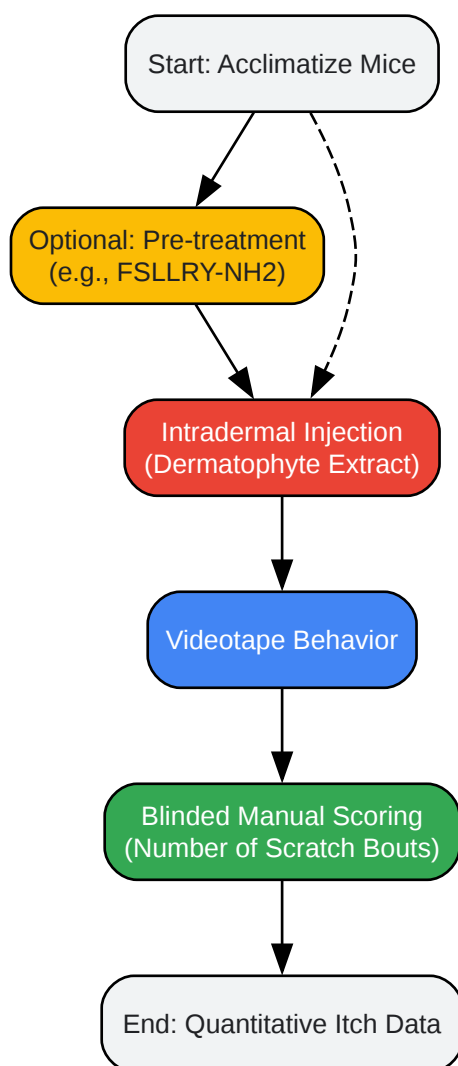 Start: Acclimatize Mice
Optional: Pre-treatment
(e.g., FSLLRY-NH2)
Intradermal Injection
(Dermatophyte Extract)
Videotape Behavior
Blinded Manual Scoring
(Number of Scratch Bouts)
End: Quantitative Itch Data